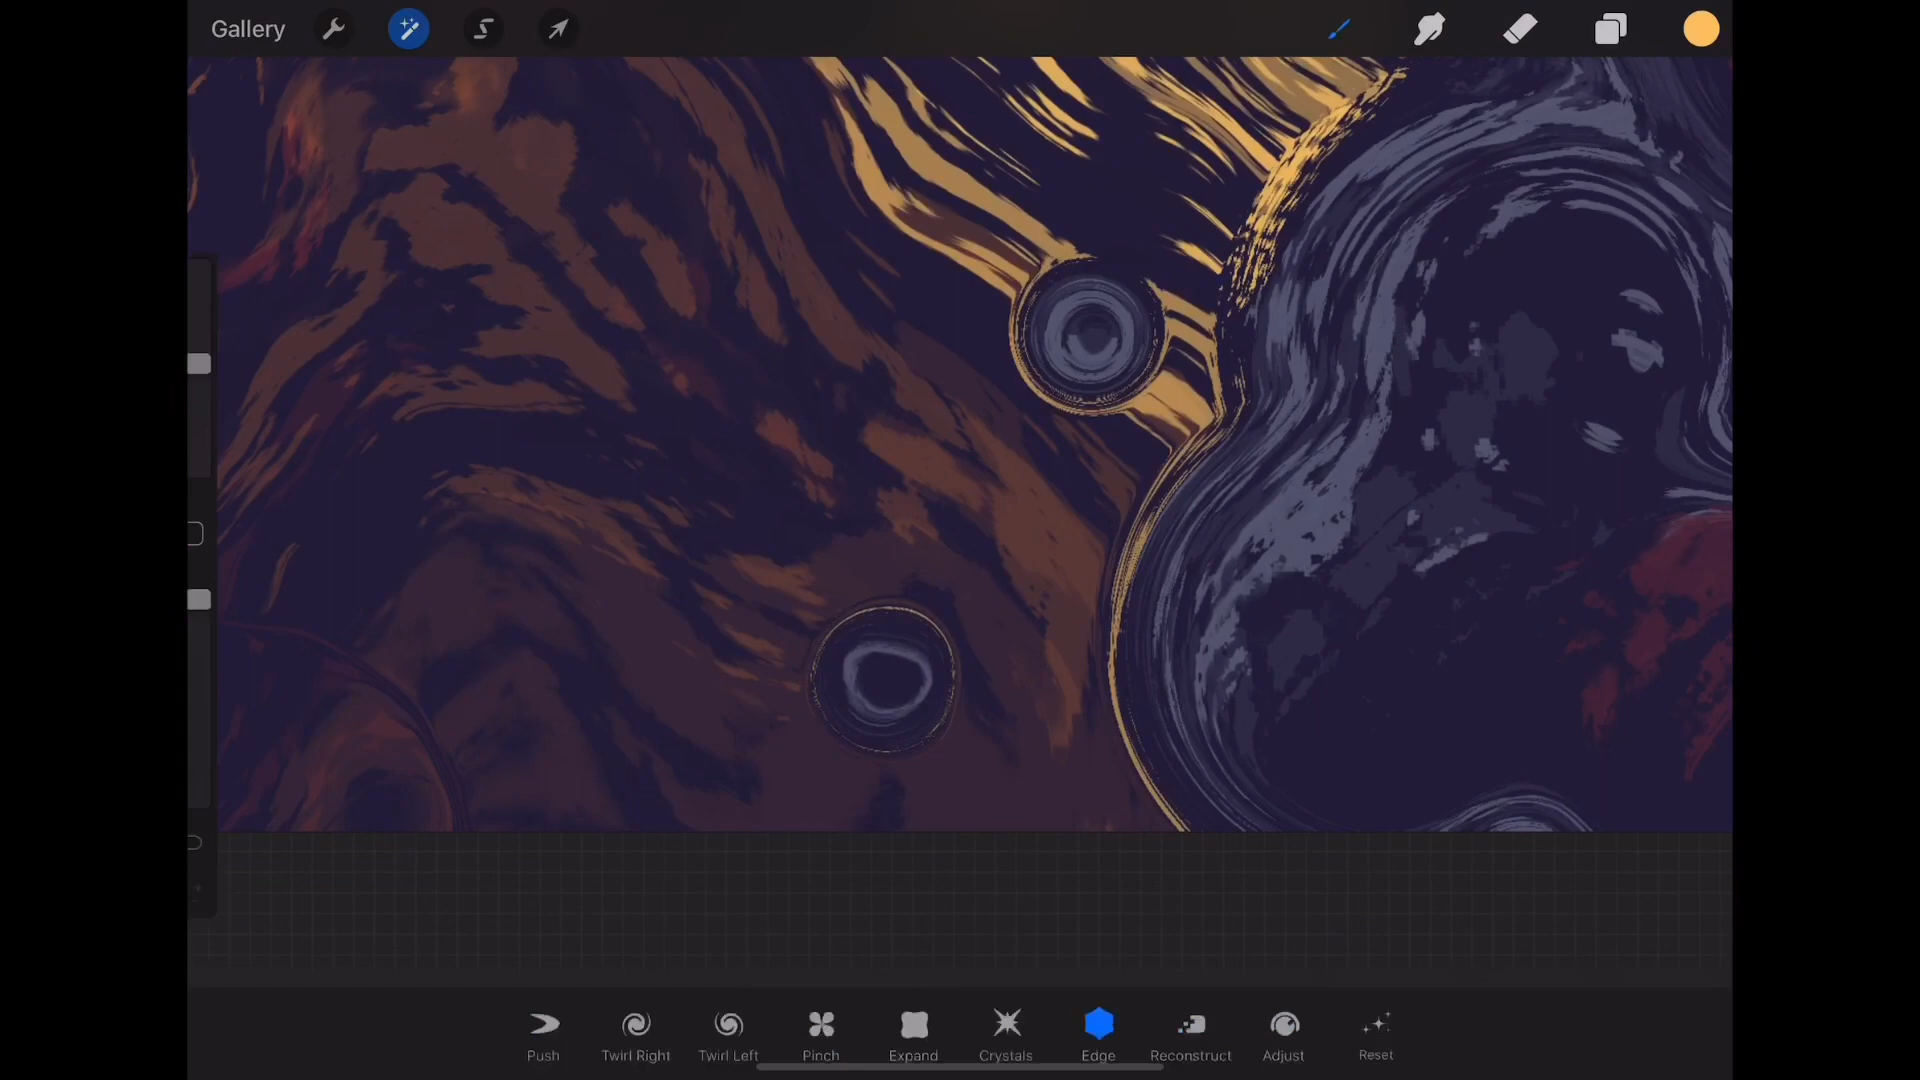 Gallery
Push
Twirl Right
Twirl Left
Pinch
Expand
Crystals
Edge
Reconstruct
Adjust
Reset